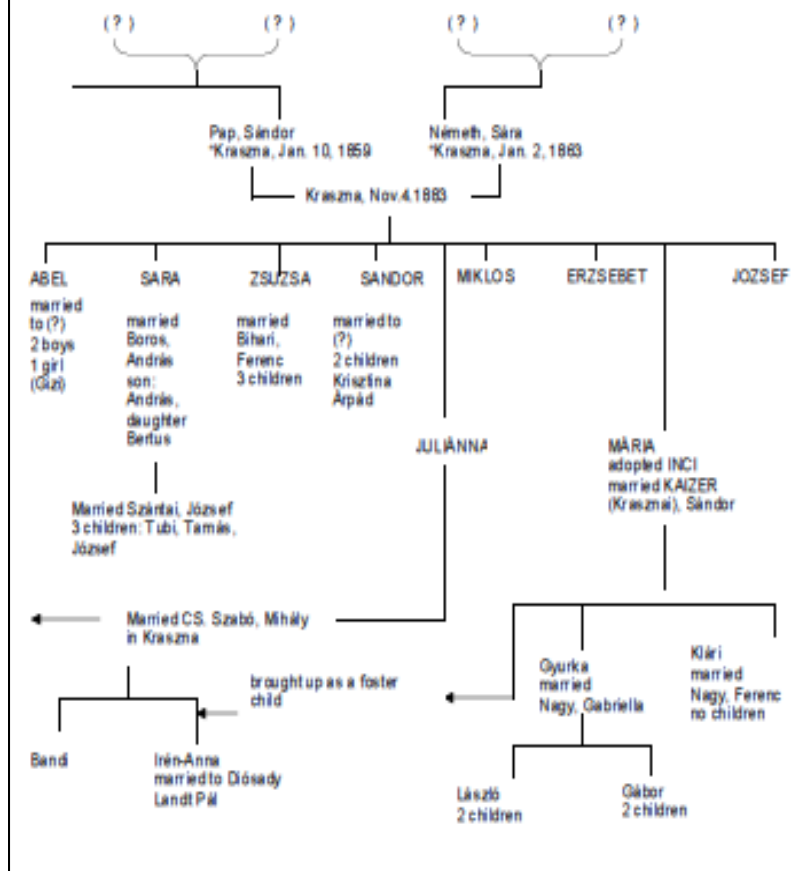 ( ? ) ( ? ) ( ? ) ( ? )
Pap, Sándor
*Kraszna, Jan. 10, 1859
Németh, Sára
*Kraszna, Jan. 2, 1863
Kraszna, Nov.4.1883
ABEL
married
to (?)
2 boys
1 girl
(Gizi)
SARA
married
Boros,
András
son:
András,
daughter
Bertus
ZSUZSA
married
Bihari,
Ferenc
3 children
SANDOR
married to
(?)
2 children
Krisztina
Àrpád
MIKLOS
ERZSEBET
JOZSEF
JULIÀNNA
MÀRIA
adopted INCI
married KAIZER
(Krasznai), Sándor
Married Szántai, József
3 children: Tubi, Tamás,
József
Married CS. Szabó, Mihály
in Kraszna
brought up as a foster
child
Gyurka
married
Nagy, Gabriella
Klári
married
Nagy, Ferenc
no children
Bandi
Irén-Anna
married to Diósady
Landt Pál
László
2 children
Gábor
2 children